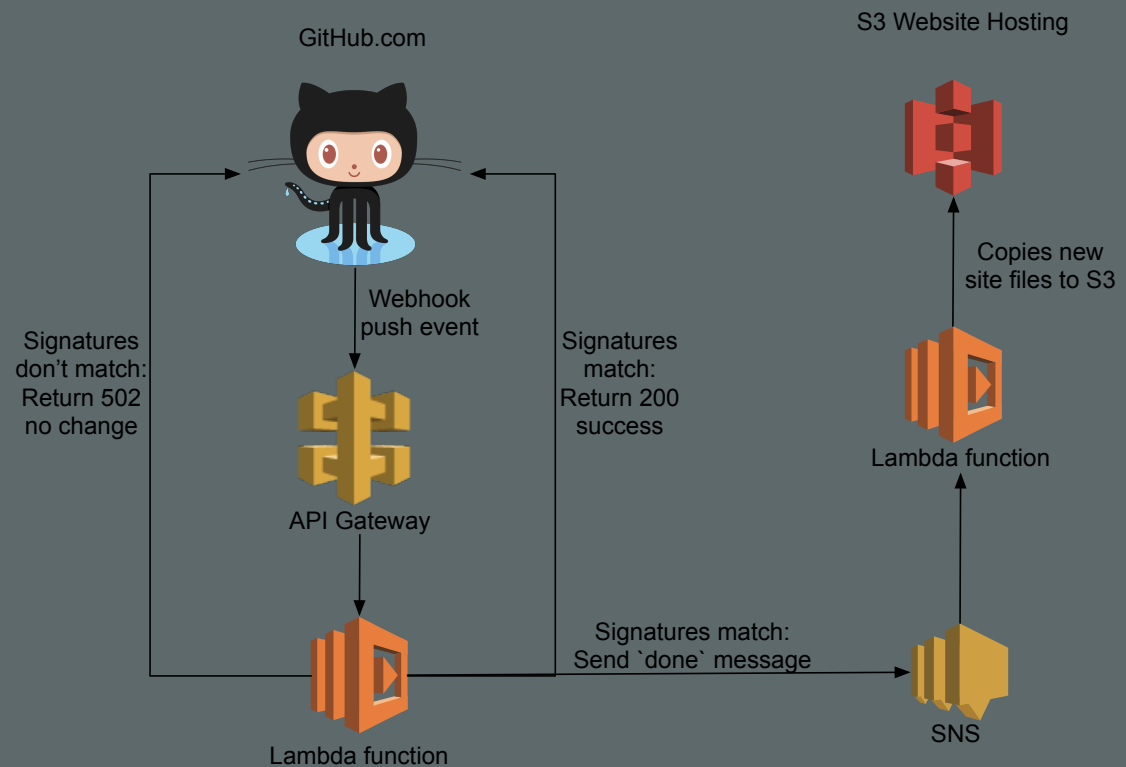 GitHub.com
S3 Website Hosting
Webhook
push event
Signatures
don’t match:
Return 502
no change
Signatures
match:
Return 200
success
Copies new
site files to S3
API Gateway
Lambda function
Signatures match:
Send `done` message
Lambda function
SNS